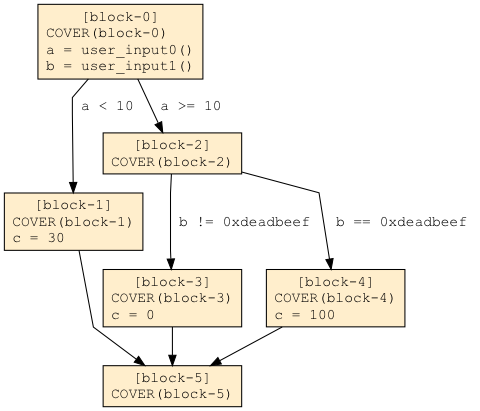 [block-0]
COVER(block-0)
a = user_input0()
b = user_input1()
a < 10
a >= 10
[block-2]
COVER(block-2)
[block-1]
COVER(block-1)
c = 30
b != 0xdeadbeef
b == 0xdeadbeef
[block-3]
COVER(block-3)
c = 0
[block-4]
COVER(block-4)
c = 100
[block-5]
COVER(block-5)